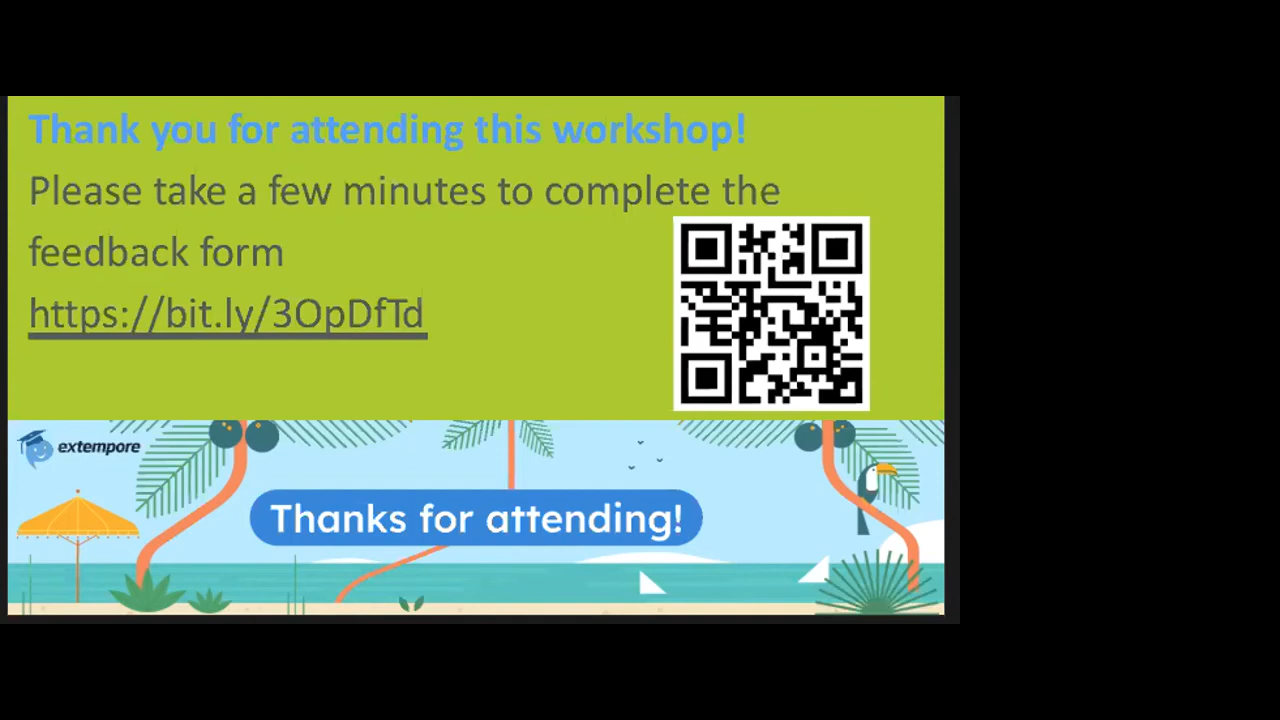 Thank you for attending this workshop!
Please take a few minutes to complete the
feedback form
https://bit.ly/3OpDfTd
extempore
Thanks for attending!